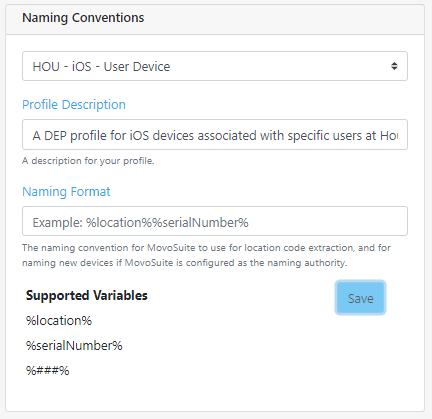 Naming Conventions
HOU - iOS - User Device
Profile Description
A DEP profile for iOS devices associated with specific users at Hou
A description for your profile.
Naming Format
Example: %location%%serialNumber%
The naming convention for MovoSuite to use for location code extraction, and for
naming new devices if MovoSuite is configured as the naming authority.
Supported Variables
Save
%location%
%serialNumber%
%###%